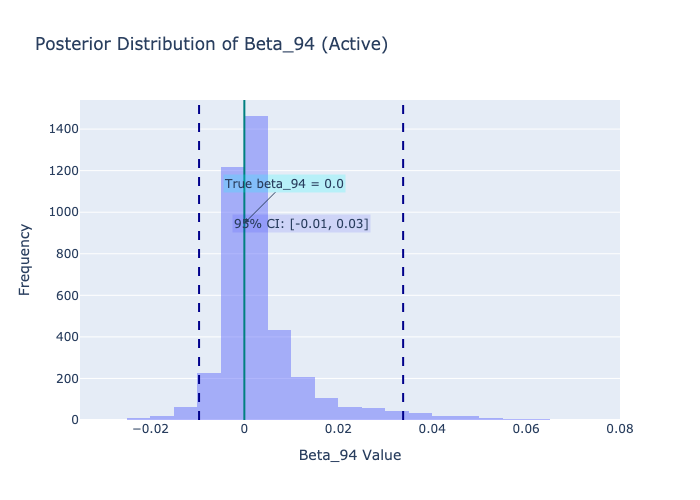 Posterior Distribution of Beta_94 (Active)
1400
1200
1000
800
600
400
200
0
Frequency
True beta_94 = 0.0
95% CI: [-0.01, 0.03]
−0.02
0
0.02
0.04
0.06
0.08
Beta_94 Value